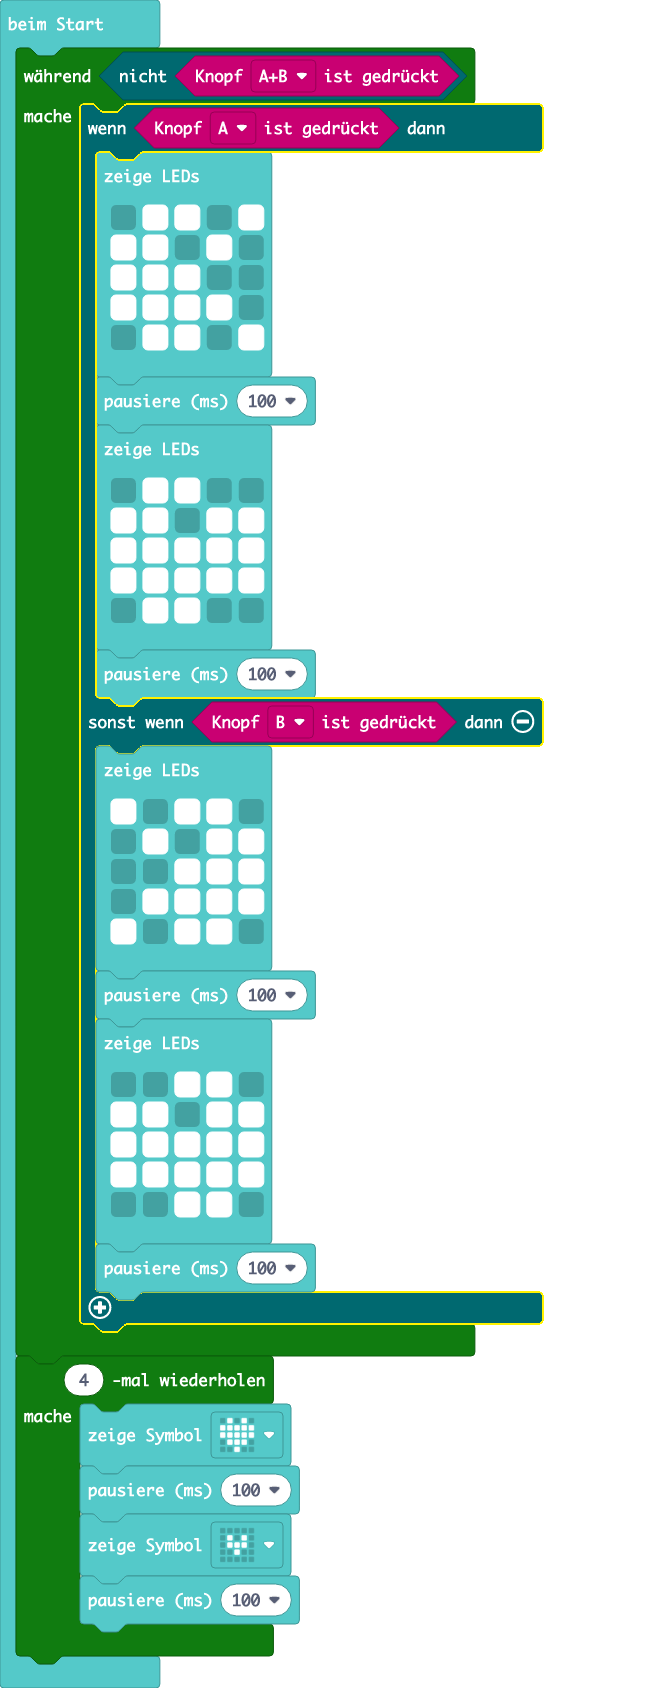 beim Start
während nicht Knopf A+B ist gedrückt
mache
wenn Knopf A ist gedrückt dann
zeige LEDs
pausiere (ms) 100
zeige LEDs
pausiere (ms) 100
sonst wenn Knopf B ist gedrückt dann
zeige LEDs
pausiere (ms) 100
zeige LEDs
pausiere (ms) 100
4 -mal wiederholen
mache
zeige Symbol
pausiere (ms) 100
zeige Symbol
pausiere (ms) 100